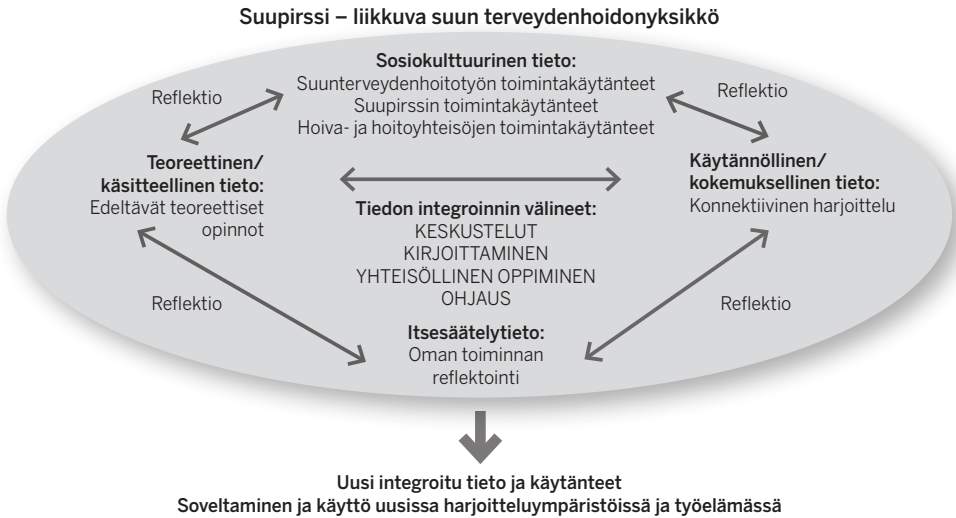 Suupirssi – liikkuva suun terveydenhoidonyksikkö
Sosiokulttuurinen tieto:
Suunterveydenhoitotyön toimintakäytänteet
Suupirssin toimintakäytänteet
Hoiva- ja hoitoyhteisöjen toimintakäytänteet
Reflektio
Reflektio
Teoreettinen/
käsitteellinen tieto:
Edeltävät teoreettiset
opinnot
Käytännöllinen/
kokemuksellinen tieto:
Konnektiivinen harjoittelu
Tiedon integroinnin välineet:
KESKUSTELUT
KIRJOITTAMINEN
YHTEISÖLLINEN OPPIMINEN
OHJAUS
Reflektio
Reflektio
Itsesäätelytieto:
Oman toiminnan
reflektointi
Uusi integroitu tieto ja käytänteet
Soveltaminen ja käyttö uusissa harjoitteluympäristöissä ja työelämässä